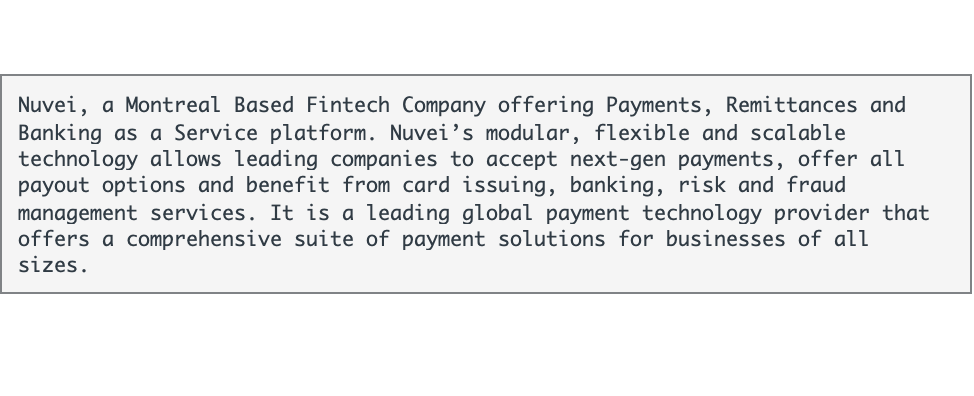 Nuvei, a Montreal Based Fintech Company offering Payments, Remittances and
Banking as a Service platform. Nuvei’s modular, flexible and scalable
technology allows leading companies to accept next-gen payments, offer all
payout options and benefit from card issuing, banking, risk and fraud
management services. It is a leading global payment technology provider that
offers a comprehensive suite of payment solutions for businesses of all
sizes.